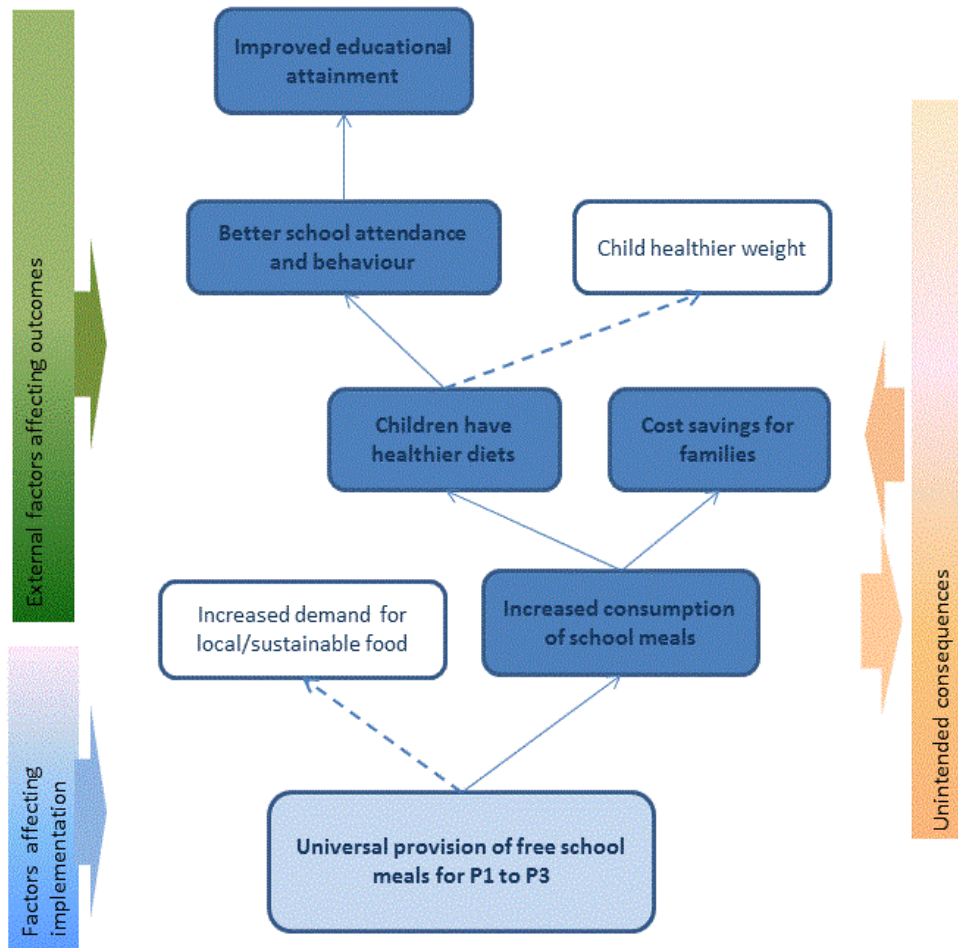 Improved educational
attainment
Better school attendance
and behaviour
Child healthier weight
Children have
healthier diets
Cost savings for
families
Increased demand for
local/sustainable food
Increased consumption
of school meals
Universal provision of free school
meals for P1 to P3
External factors affecting outcomes
Factors affecting
implementation
Unintended consequences